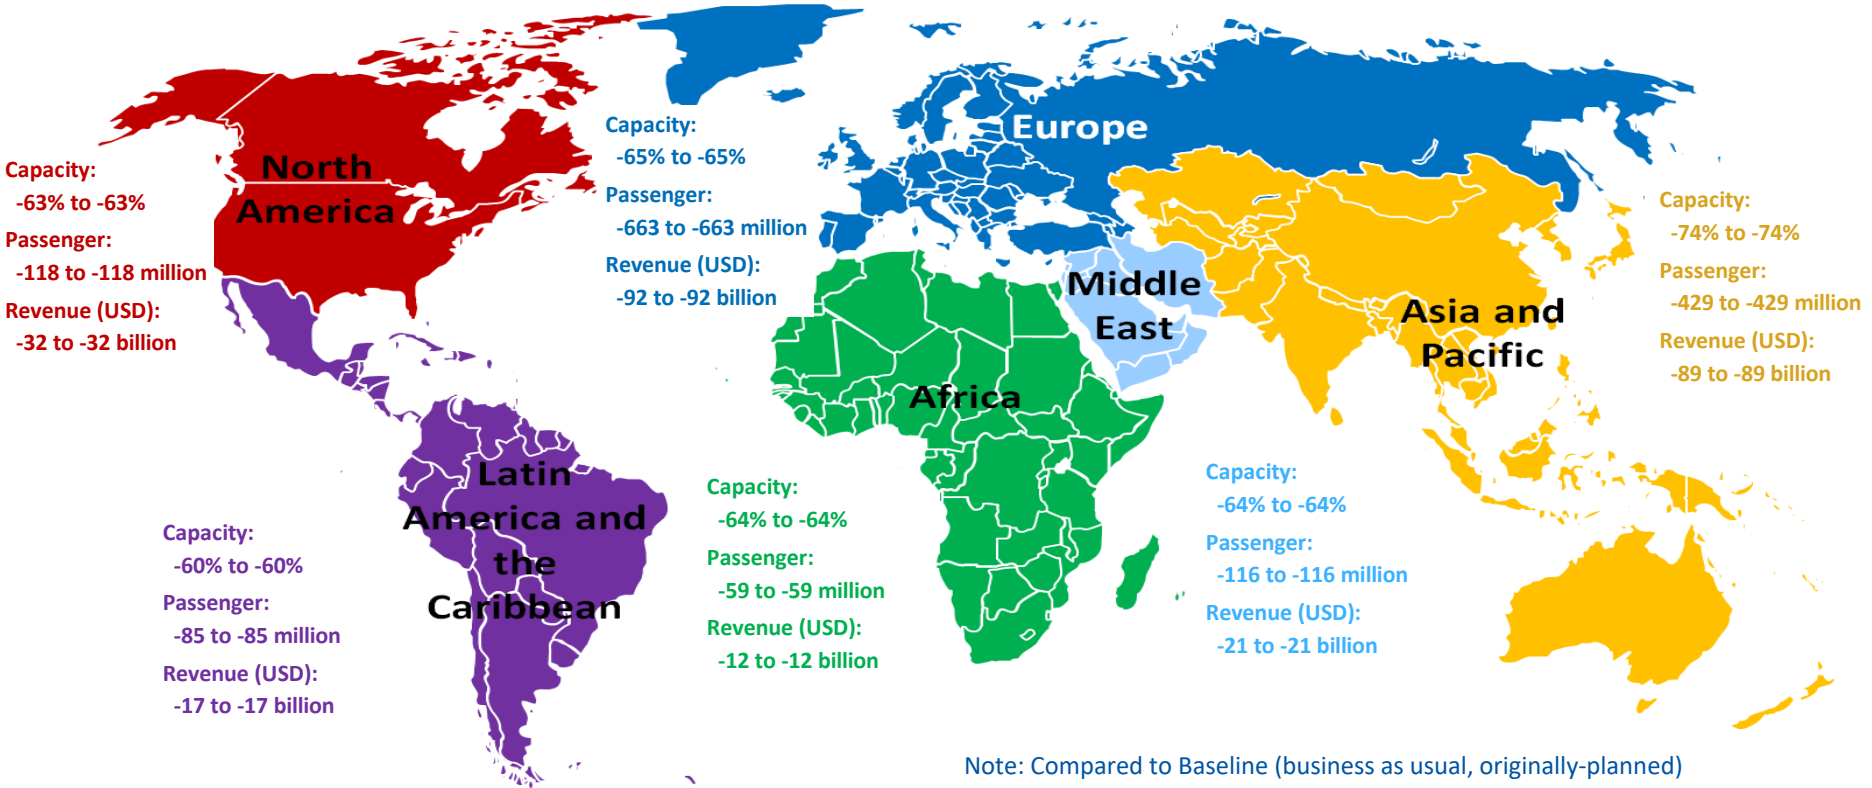 North
America
Capacity:
-63% to -63%
Passenger:
-118 to -118 million
Revenue (USD):
-32 to -32 billion
Europe
Capacity:
-65% to -65%
Passenger:
-663 to -663 million
Revenue (USD):
-92 to -92 billion
Asia and
Pacific
Capacity:
-74% to -74%
Passenger:
-429 to -429 million
Revenue (USD):
-89 to -89 billion
Middle
East
Capacity:
-64% to -64%
Passenger:
-116 to -116 million
Revenue (USD):
-21 to -21 billion
Africa
Capacity:
-64% to -64%
Passenger:
-59 to -59 million
Revenue (USD):
-12 to -12 billion
Latin
America and
the
Caribbean
Capacity:
-60% to -60%
Passenger:
-85 to -85 million
Revenue (USD):
-17 to -17 billion
Note: Compared to Baseline (business as usual, originally-planned)